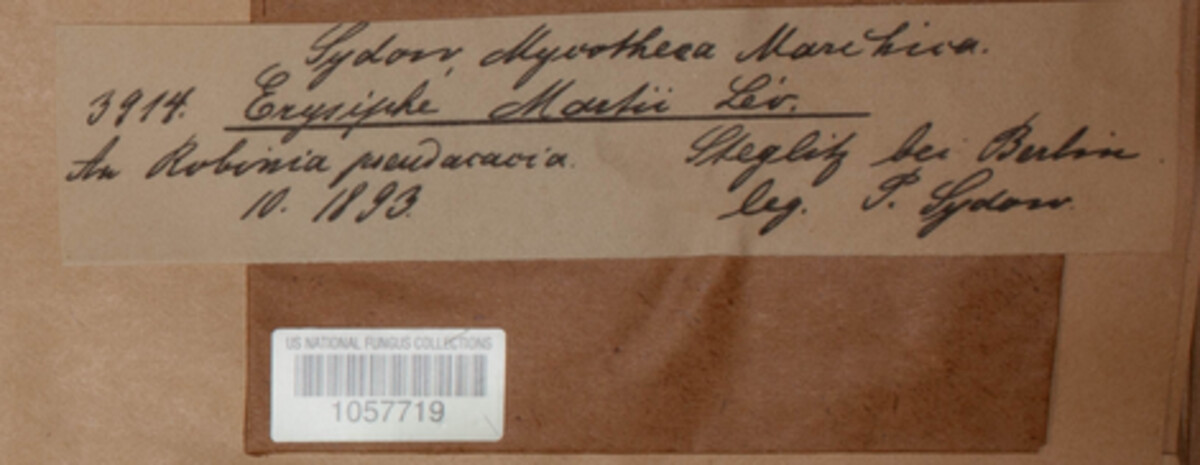 Sydow, Mycotheca Marchica.
3914. Erysiphe Martii Lév.
An Robinia pseudacacia. Steglitz bei Berlin.
10. 1893. leg. P. Sydow.
US NATIONAL FUNGUS COLLECTIONS
1057719